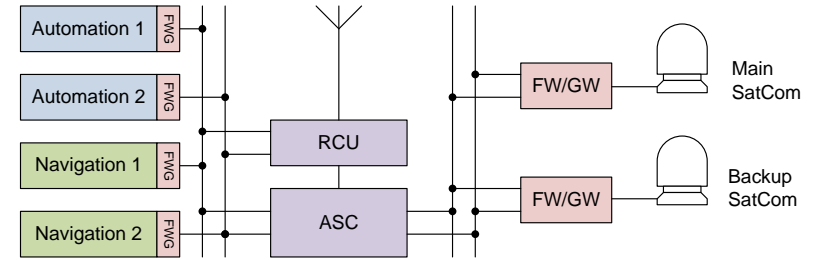 Automation 1
FWG
Automation 2
FWG
Navigation 1
FWG
Navigation 2
FWG
RCU
ASC
FW/GW
Main
SatCom
FW/GW
Backup
SatCom